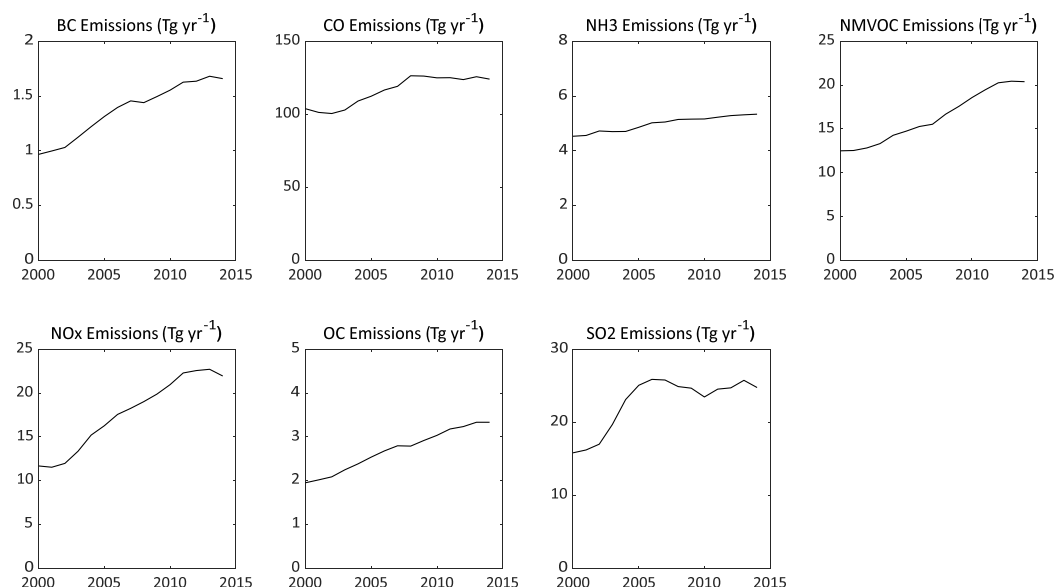 BC Emissions (Tg yr-1)
CO Emissions (Tg yr-1)
NH3 Emissions (Tg yr-1)
NMVOC Emissions (Tg yr-1)
2
1.5
1
0.5
0
2000 2005 2010 2015
150
100
50
0
2000 2005 2010 2015
8
6
4
2
0
2000 2005 2010 2015
25
20
15
10
5
0
2000 2005 2010 2015
NOx Emissions (Tg yr-1)
OC Emissions (Tg yr-1)
SO2 Emissions (Tg yr-1)
25
20
15
10
5
0
2000 2005 2010 2015
5
4
3
2
1
0
2000 2005 2010 2015
30
20
10
0
2000 2005 2010 2015